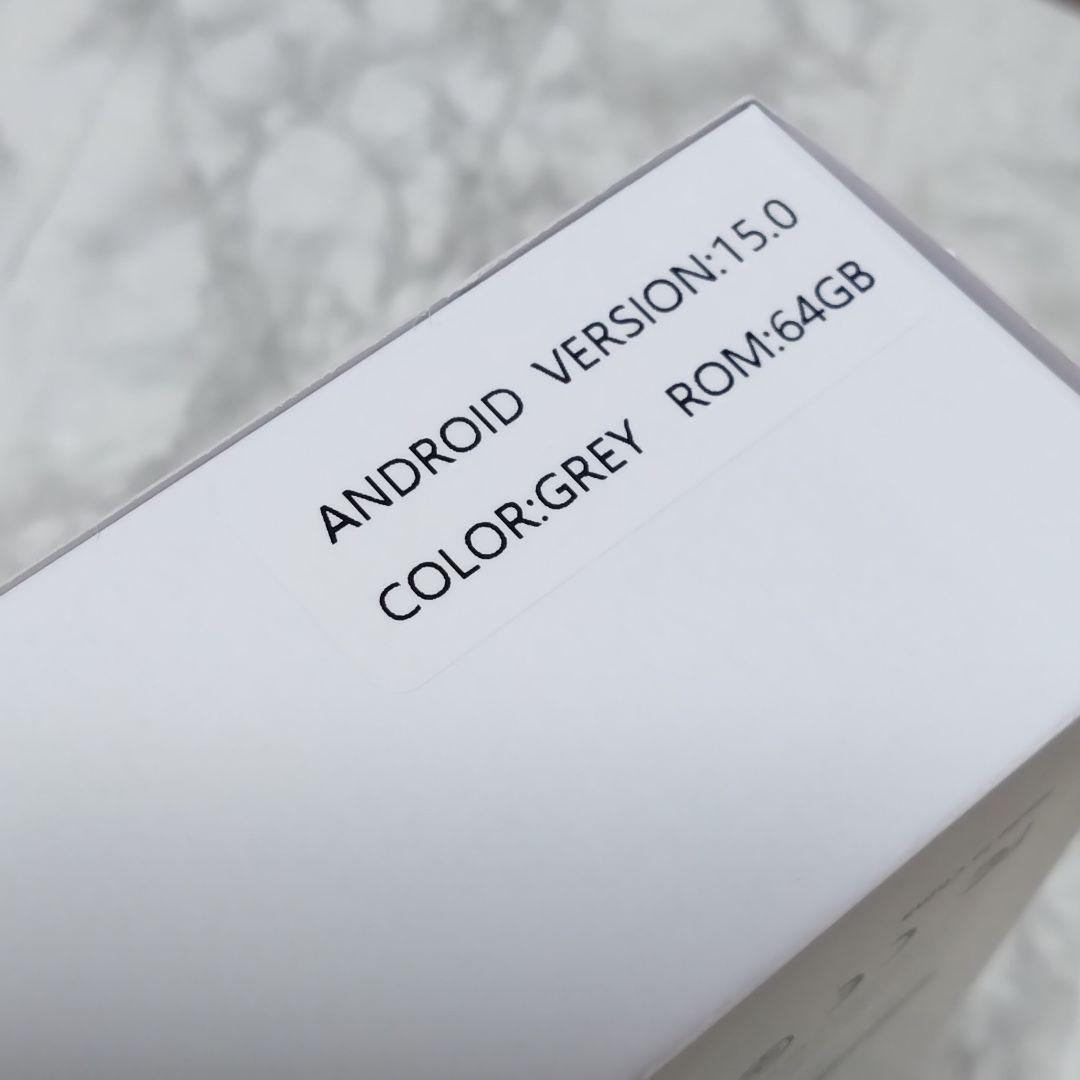 ANDROID VERSION:15.0
COLOR:GREY ROM:64GB